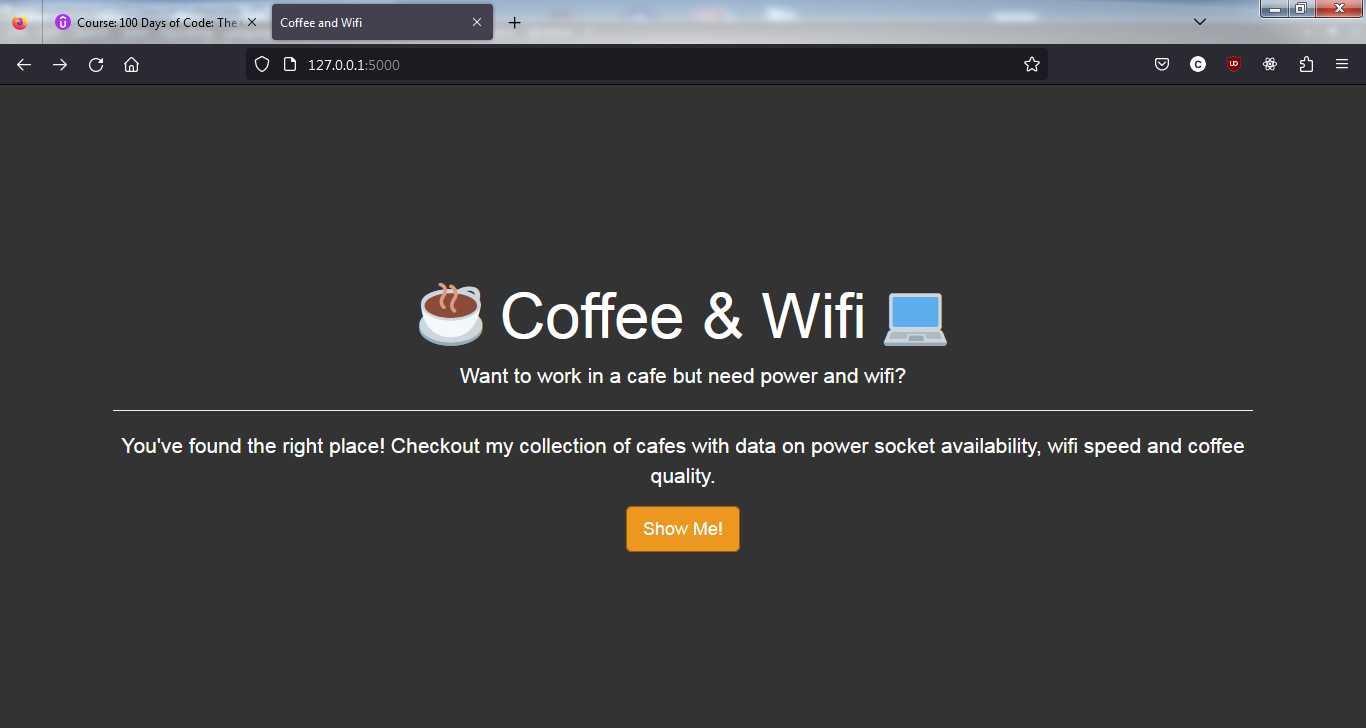 Course: 100 Days of Code: The
Coffee and Wifi
127.0.0.1:5000
Coffee & Wifi
Want to work in a cafe but need power and wifi?
You've found the right place! Checkout my collection of cafes with data on power socket availability, wifi speed and coffee
quality.
Show Me!